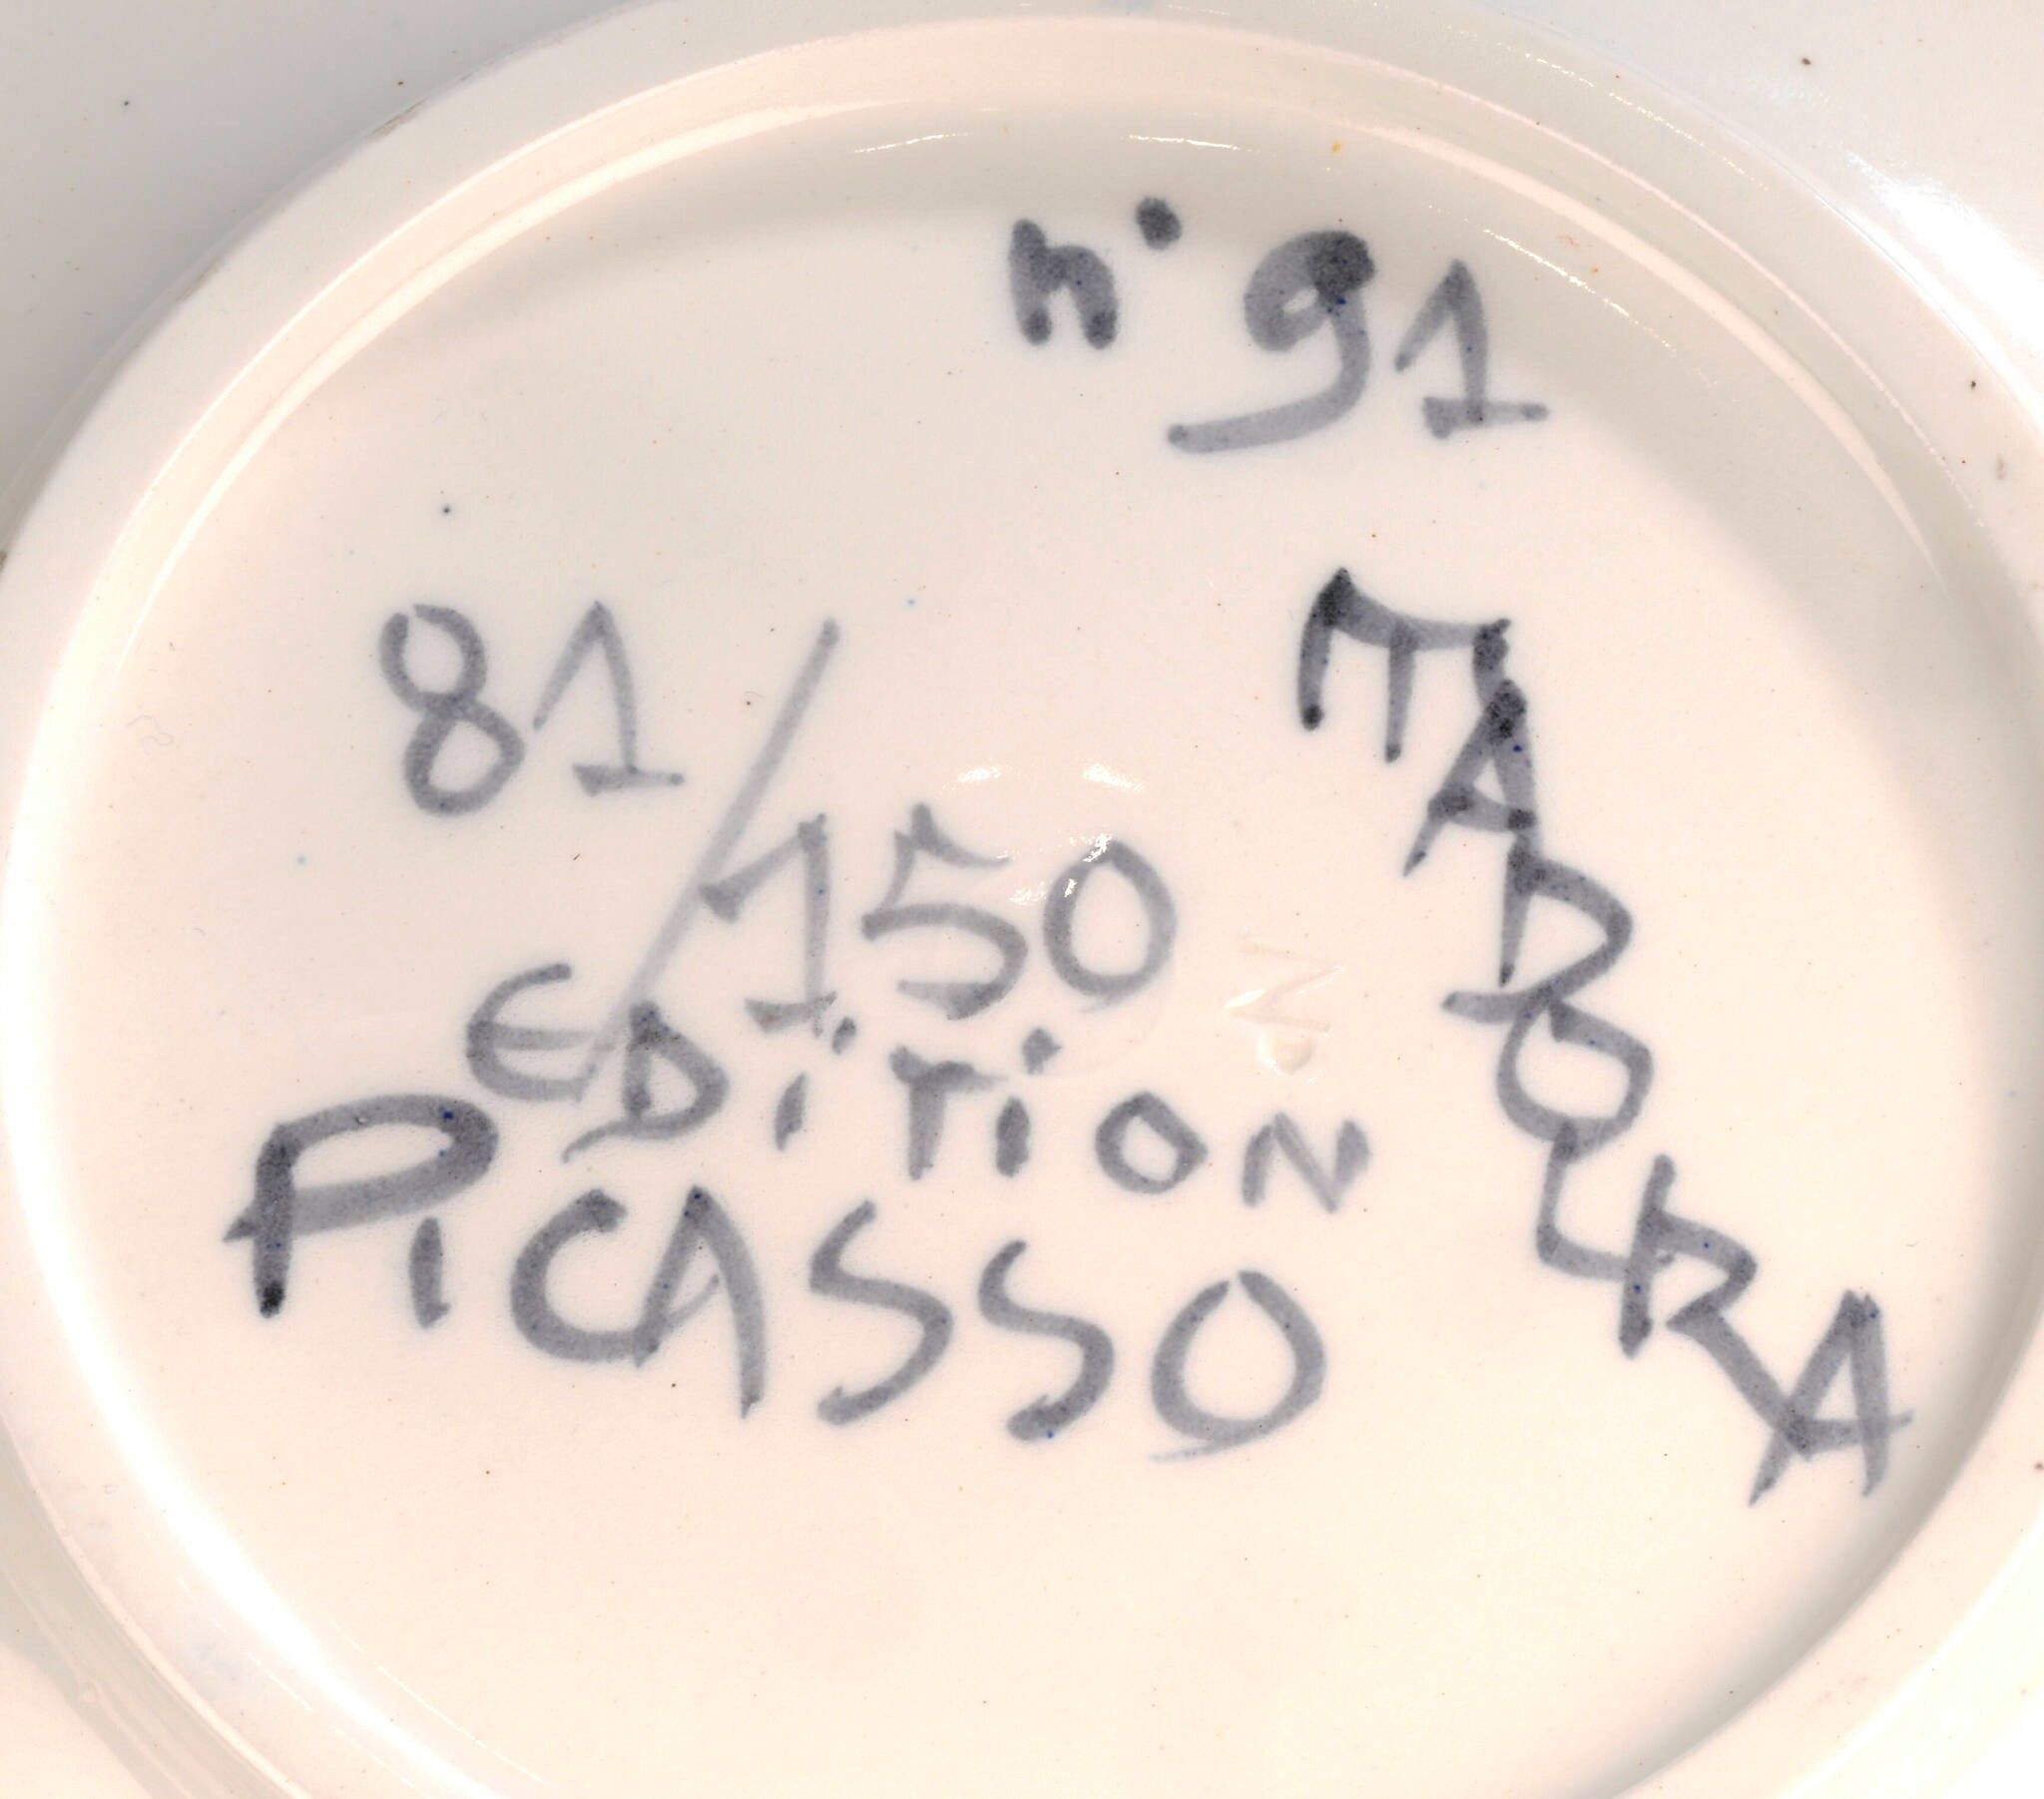 n° 91
81/150
EDiTiON
PICASSO
MADOURA